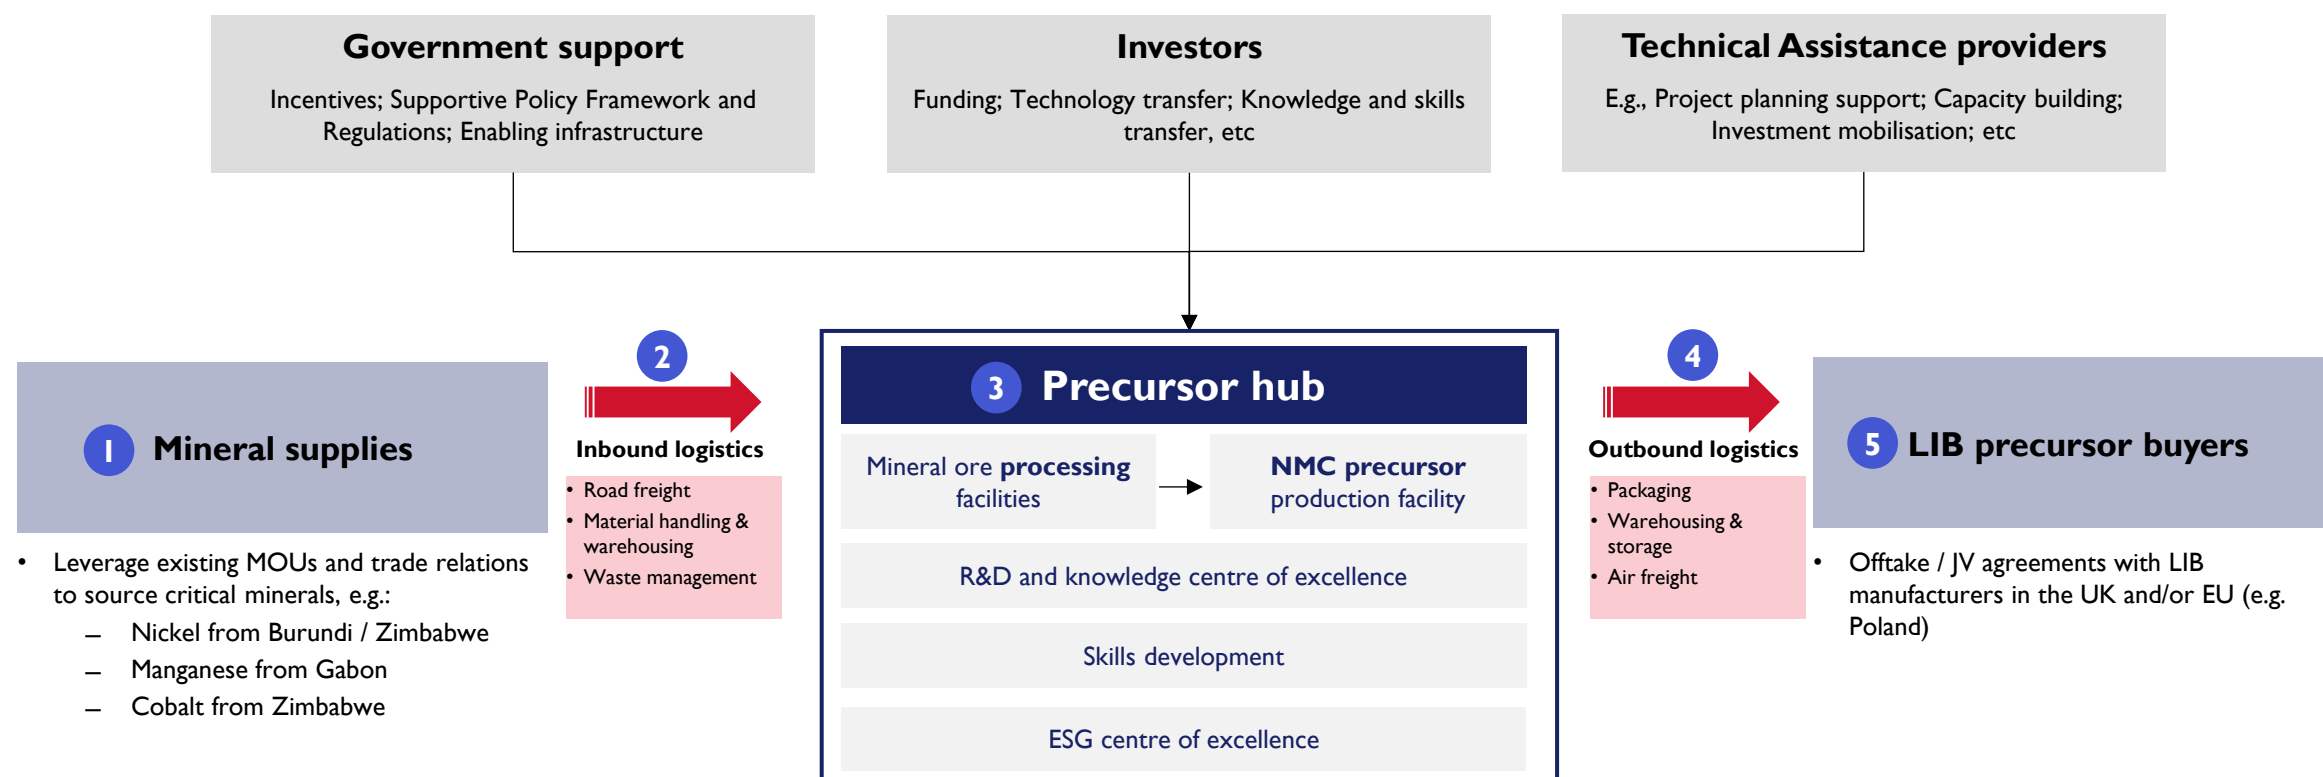 Government support
Incentives; Supportive Policy Framework and
Regulations; Enabling infrastructure
Investors
Funding; Technology transfer; Knowledge and skills
transfer, etc
Technical Assistance providers
E.g., Project planning support; Capacity building;
Investment mobilisation; etc
1 Mineral supplies
• Leverage existing MOUs and trade relations
to source critical minerals, e.g.:
– Nickel from Burundi / Zimbabwe
– Manganese from Gabon
– Cobalt from Zimbabwe
2
Inbound logistics
• Road freight
• Material handling &
warehousing
• Waste management
3 Precursor hub
Mineral ore processing
facilities
NMC precursor
production facility
R&D and knowledge centre of excellence
Skills development
ESG centre of excellence
4
Outbound logistics
• Packaging
• Warehousing &
storage
• Air freight
5 LIB precursor buyers
• Offtake / JV agreements with LIB
manufacturers in the UK and/or EU (e.g.
Poland)